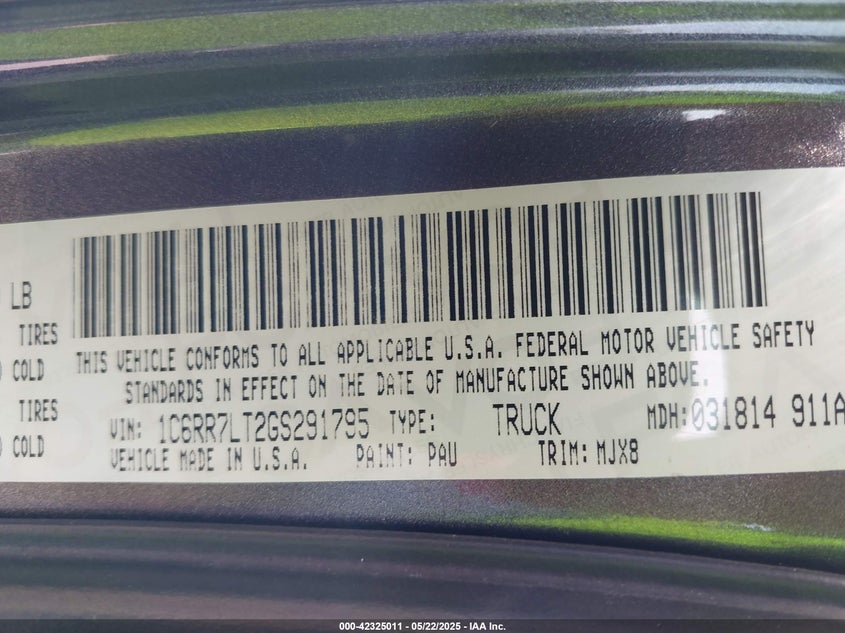 LB
TIRES
COLD
TIRES
COLD
THIS VEHICLE CONFORMS TO ALL APPLICABLE U.S.A. FEDERAL MOTOR VEHICLE SAFETY
STANDARDS IN EFFECT ON THE DATE OF MANUFACTURE SHOWN ABOVE.
VIN: 1C6RR7LT2GS291795 TYPE: TRUCK MDH: 031814 911A
VEHICLE MADE IN U.S.A. PAINT: PAU TRIM: MJX8
000-42325011 - 05/22/2025 - IAA Inc.